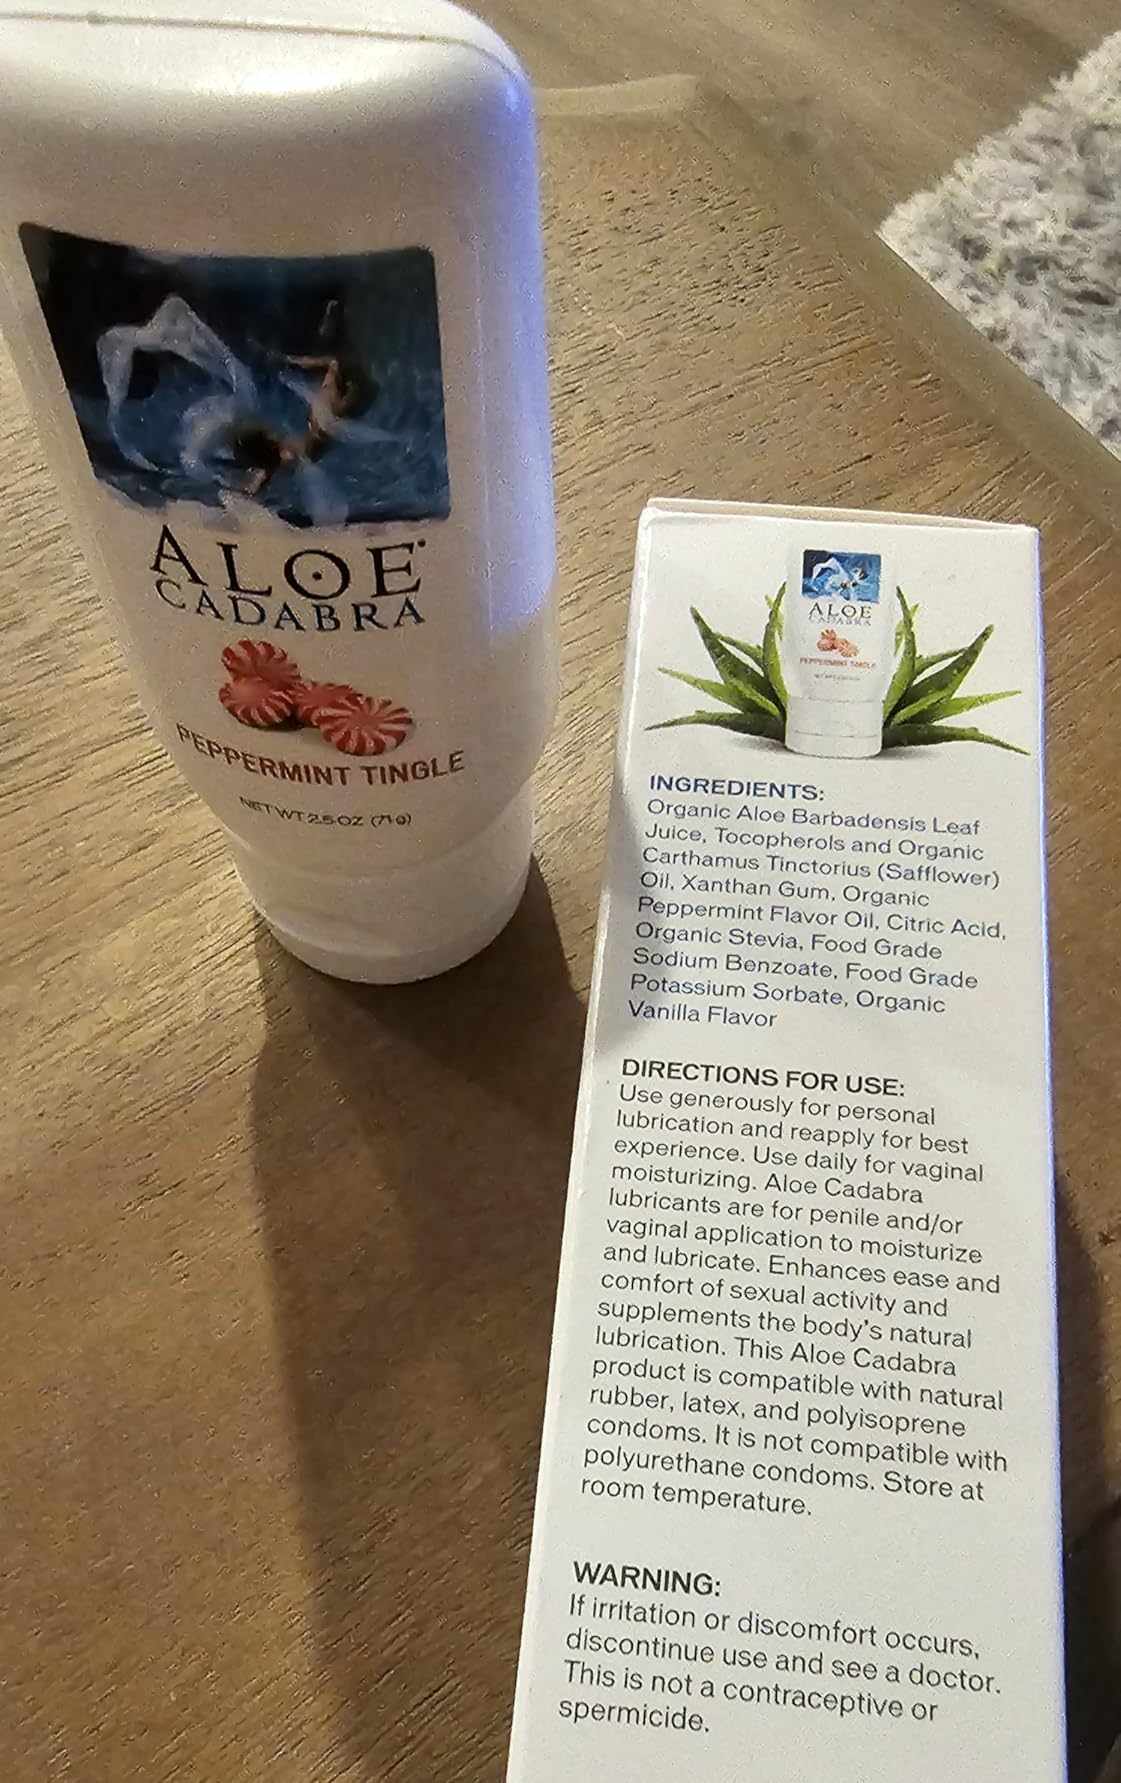 ALOE
CADABRA
PEPPERMINT TINGLE
NET WT 2.5 OZ (71g)
ALOE
CADABRA
PEPPERMINT TINGLE
INGREDIENTS:
Organic Aloe Barbadensis Leaf
Juice, Tocopherols and Organic
Carthamus Tinctorius (Safflower)
Oil, Xanthan Gum, Organic
Peppermint Flavor Oil, Citric Acid,
Organic Stevia, Food Grade
Sodium Benzoate, Food Grade
Potassium Sorbate, Organic
Vanilla Flavor
DIRECTIONS FOR USE:
Use generously for personal
lubrication and reapply for best
experience. Use daily for vaginal
moisturizing. Aloe Cadabra
lubricants are for penile and/or
vaginal application to moisturize
and lubricate. Enhances ease and
comfort of sexual activity and
supplements the body's natural
lubrication. This Aloe Cadabra
product is compatible with natural
rubber, latex, and polyisoprene
condoms. It is not compatible with
polyurethane condoms. Store at
room temperature.
WARNING:
If irritation or discomfort occurs,
discontinue use and see a doctor.
This is not a contraceptive or
spermicide.